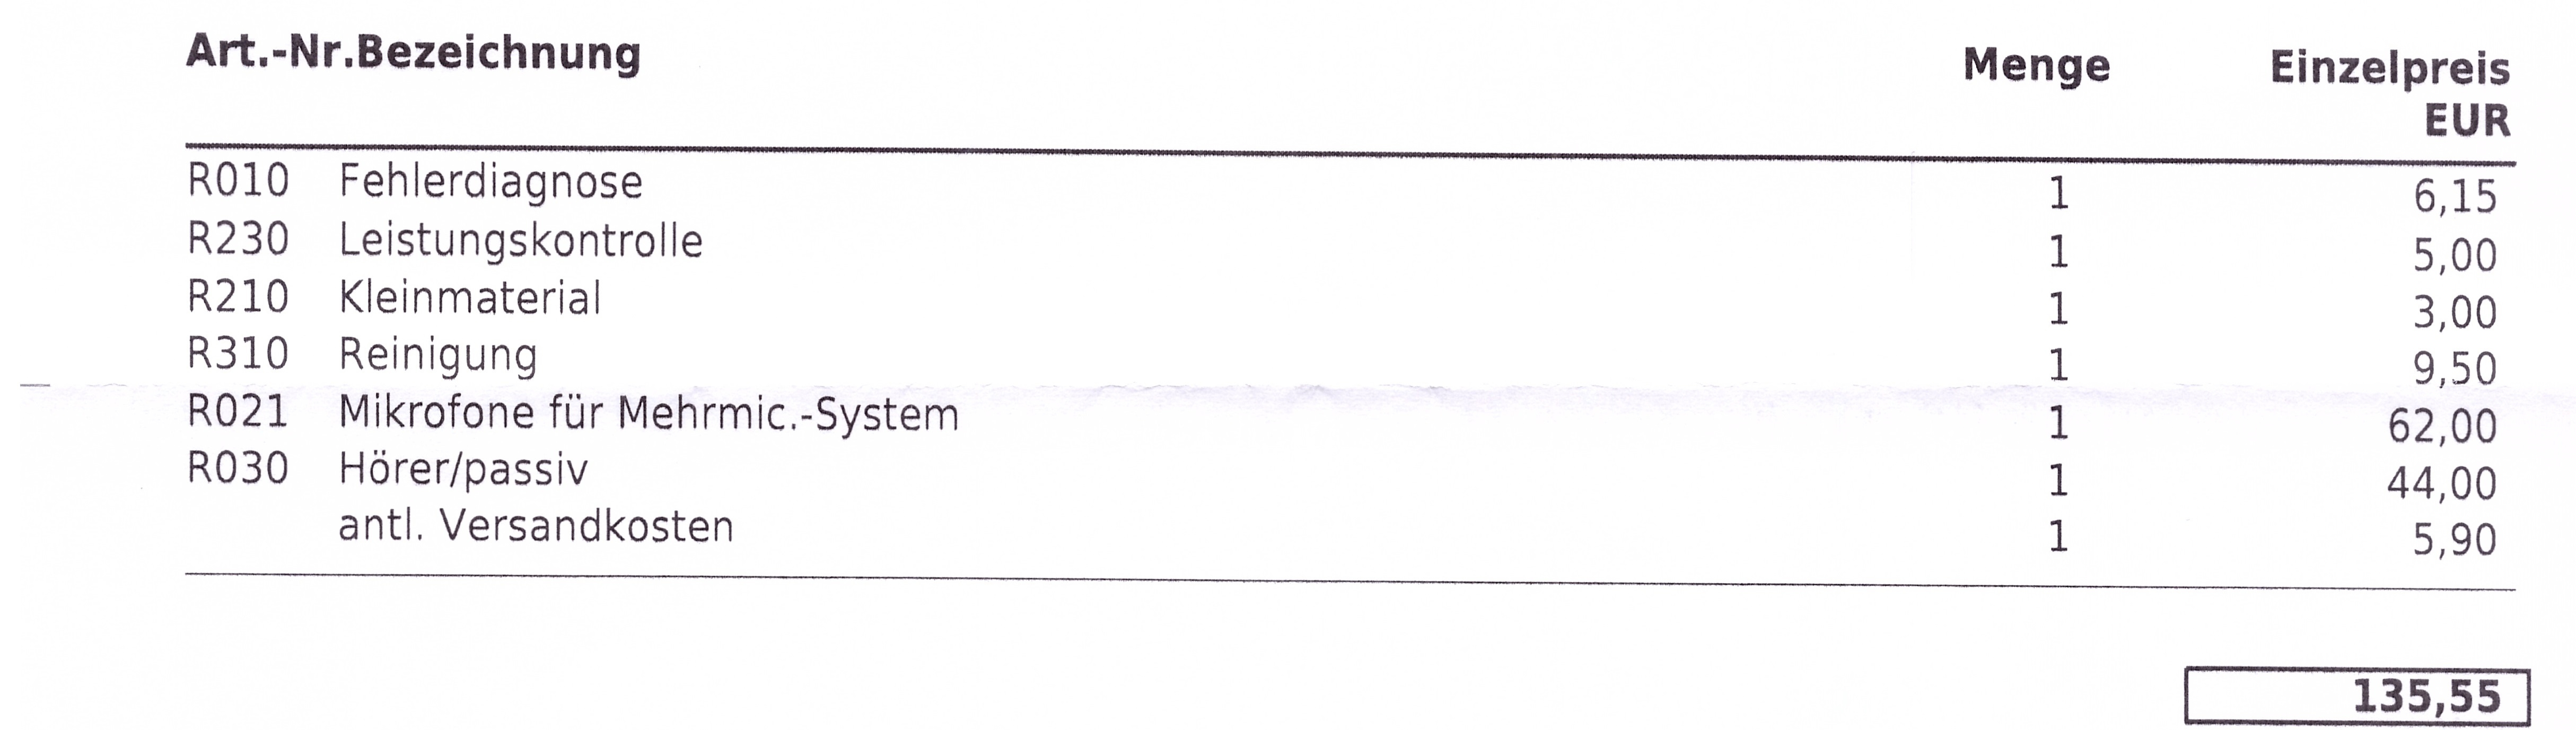 Art.-Nr.Bezeichnung Menge Einzelpreis
EUR
R010 Fehlerdiagnose 1 6,15
R230 Leistungskontrolle 1 5,00
R210 Kleinmaterial 1 3,00
R310 Reinigung 1 9,50
R021 Mikrofone für Mehrmic.-System 1 62,00
R030 Hörer/passiv 1 44,00
antl. Versandkosten 1 5,90
135,55